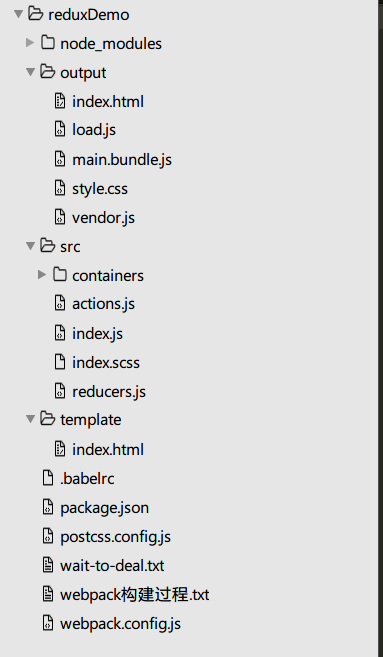 reduxDemo
node_modules
output
index.html
load.js
main.bundle.js
style.css
vendor.js
src
containers
actions.js
index.js
index.scss
reducers.js
template
index.html
.babelrc
package.json
postcss.config.js
wait-to-deal.txt
webpack构建过程.txt
webpack.config.js